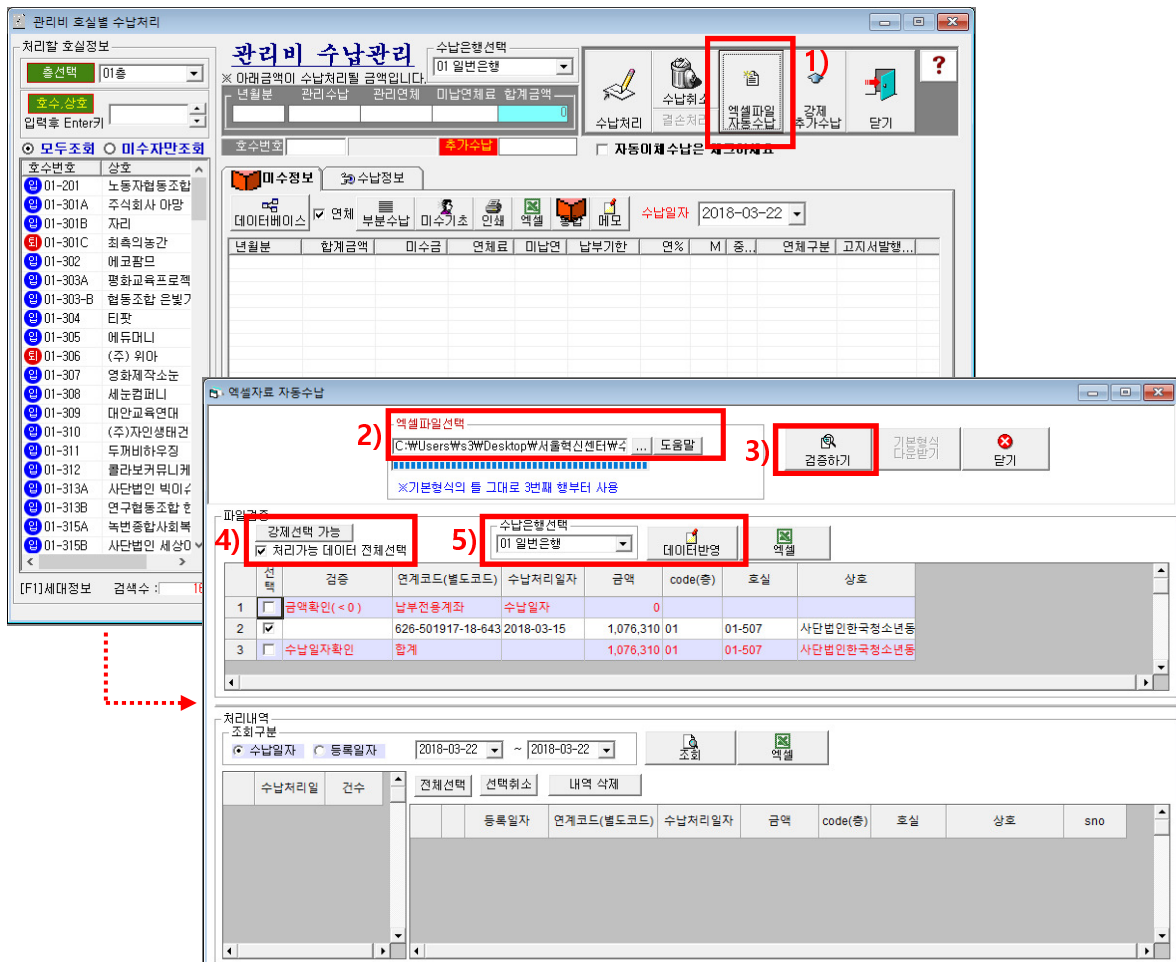 관리비 호실별 수납처리
처리할 호실정보
층선택 01층
호수,상호
입력후 Enter키
모두조회 미수자만조회
호수번호 상호
입 01-201 노동자협동조합
입 01-301A 주식회사 아망
입 01-301B 자리
퇴 01-301C 최측의농간
입 01-302 에코팜므
입 01-303A 평화교육프로젝
입 01-303-B 협동조합 은빛기
입 01-304 티팟
입 01-305 에듀머니
퇴 01-306 (주) 위아
입 01-307 영화제작소눈
입 01-308 세눈컴퍼니
입 01-309 대안교육연대
입 01-310 (주)자인생태건
입 01-311 두꺼비하우징
입 01-312 콜라보커뮤니케
입 01-313A 사단법인 빅이슈
입 01-313B 연구협동조합 한
입 01-315A 녹번종합사회복
입 01-315B 사단법인 세상
[F1]세대정보 검색수 : 16
관리비 수납관리
수납은행선택
01 일번은행
※ 아래금액이 수납처리될 금액입니다.
년월분 관리수납 관리연체 미납연체료 합계금액
0
호수번호 추가수납
수납처리
수납취소
결손처리
엑셀파일
자동수납
1)
강제
추가수납
닫기
?
자동이체수납은 체크하세요
미수정보 수납정보
데이터베이스 연체 부분수납 미수기초 인쇄 엑셀 통합 메모 수납일자 2018-03-22
년월분 합계금액 미수금 연체료 미납연 납부기한 연% M 중... 연체구분 고지서발행...
엑셀자료 자동수납
엑셀파일선택
2) C:₩Users₩s3₩Desktop₩서울혁신센터₩수 ... 도움말
※기본형식의 틀 그대로 3번째 행부터 사용
3) 검증하기
기본형식
다운받기
닫기
파일검증
4) 강제선택 가능
처리가능 데이터 전체선택
5) 수납은행선택
01 일번은행
데이터반영
엑셀
선택 검증 연계코드(별도코드) 수납처리일자 금액 code(층) 호실 상호
1 금액확인( < 0 ) 납부전용계좌 수납일자 0
2 626-501917-18-643 2018-03-15 1,076,310 01 01-507 사단법인한국청소년동
3 수납일자확인 합계 1,076,310 01 01-507 사단법인한국청소년동
처리내역
조회구분
수납일자 등록일자 2018-03-22 ~ 2018-03-22 조회 엑셀
수납처리일 건수
전체선택 선택취소 내역 삭제
등록일자 연계코드(별도코드) 수납처리일자 금액 code(층) 호실 상호 sno